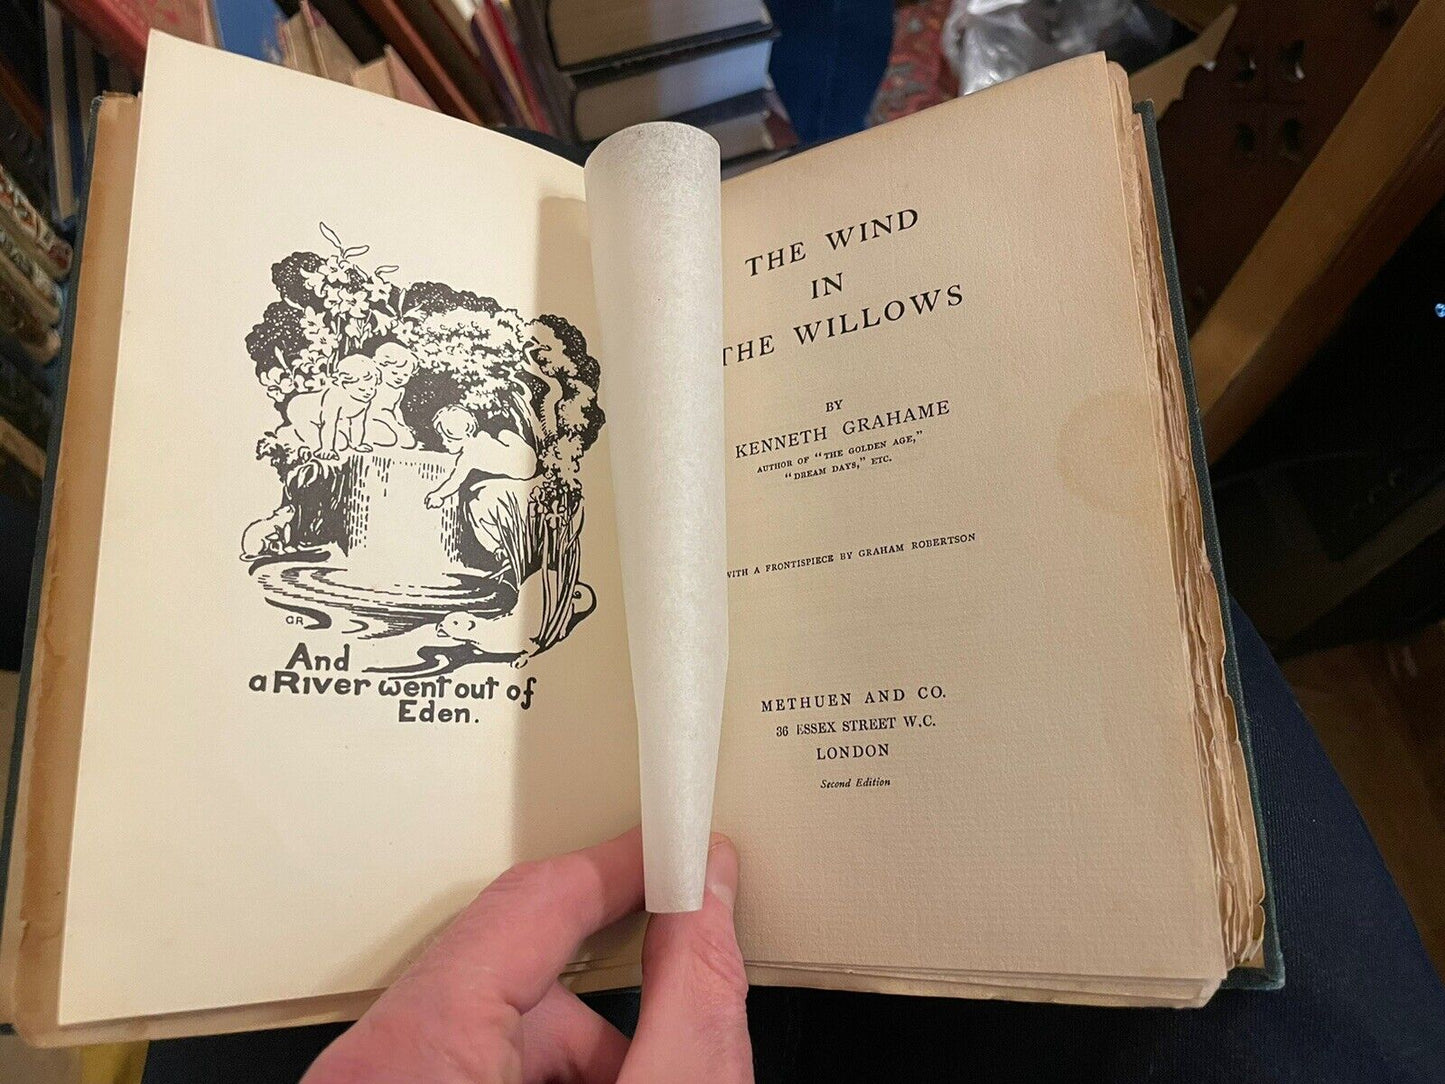 GR
And
a River went out of
Eden.
THE WIND
IN
THE WILLOWS
BY
KENNETH GRAHAME
AUTHOR OF "THE GOLDEN AGE,"
"DREAM DAYS," ETC.
WITH A FRONTISPIECE BY GRAHAM ROBERTSON
METHUEN AND CO.
36 ESSEX STREET W.C.
LONDON
Second Edition